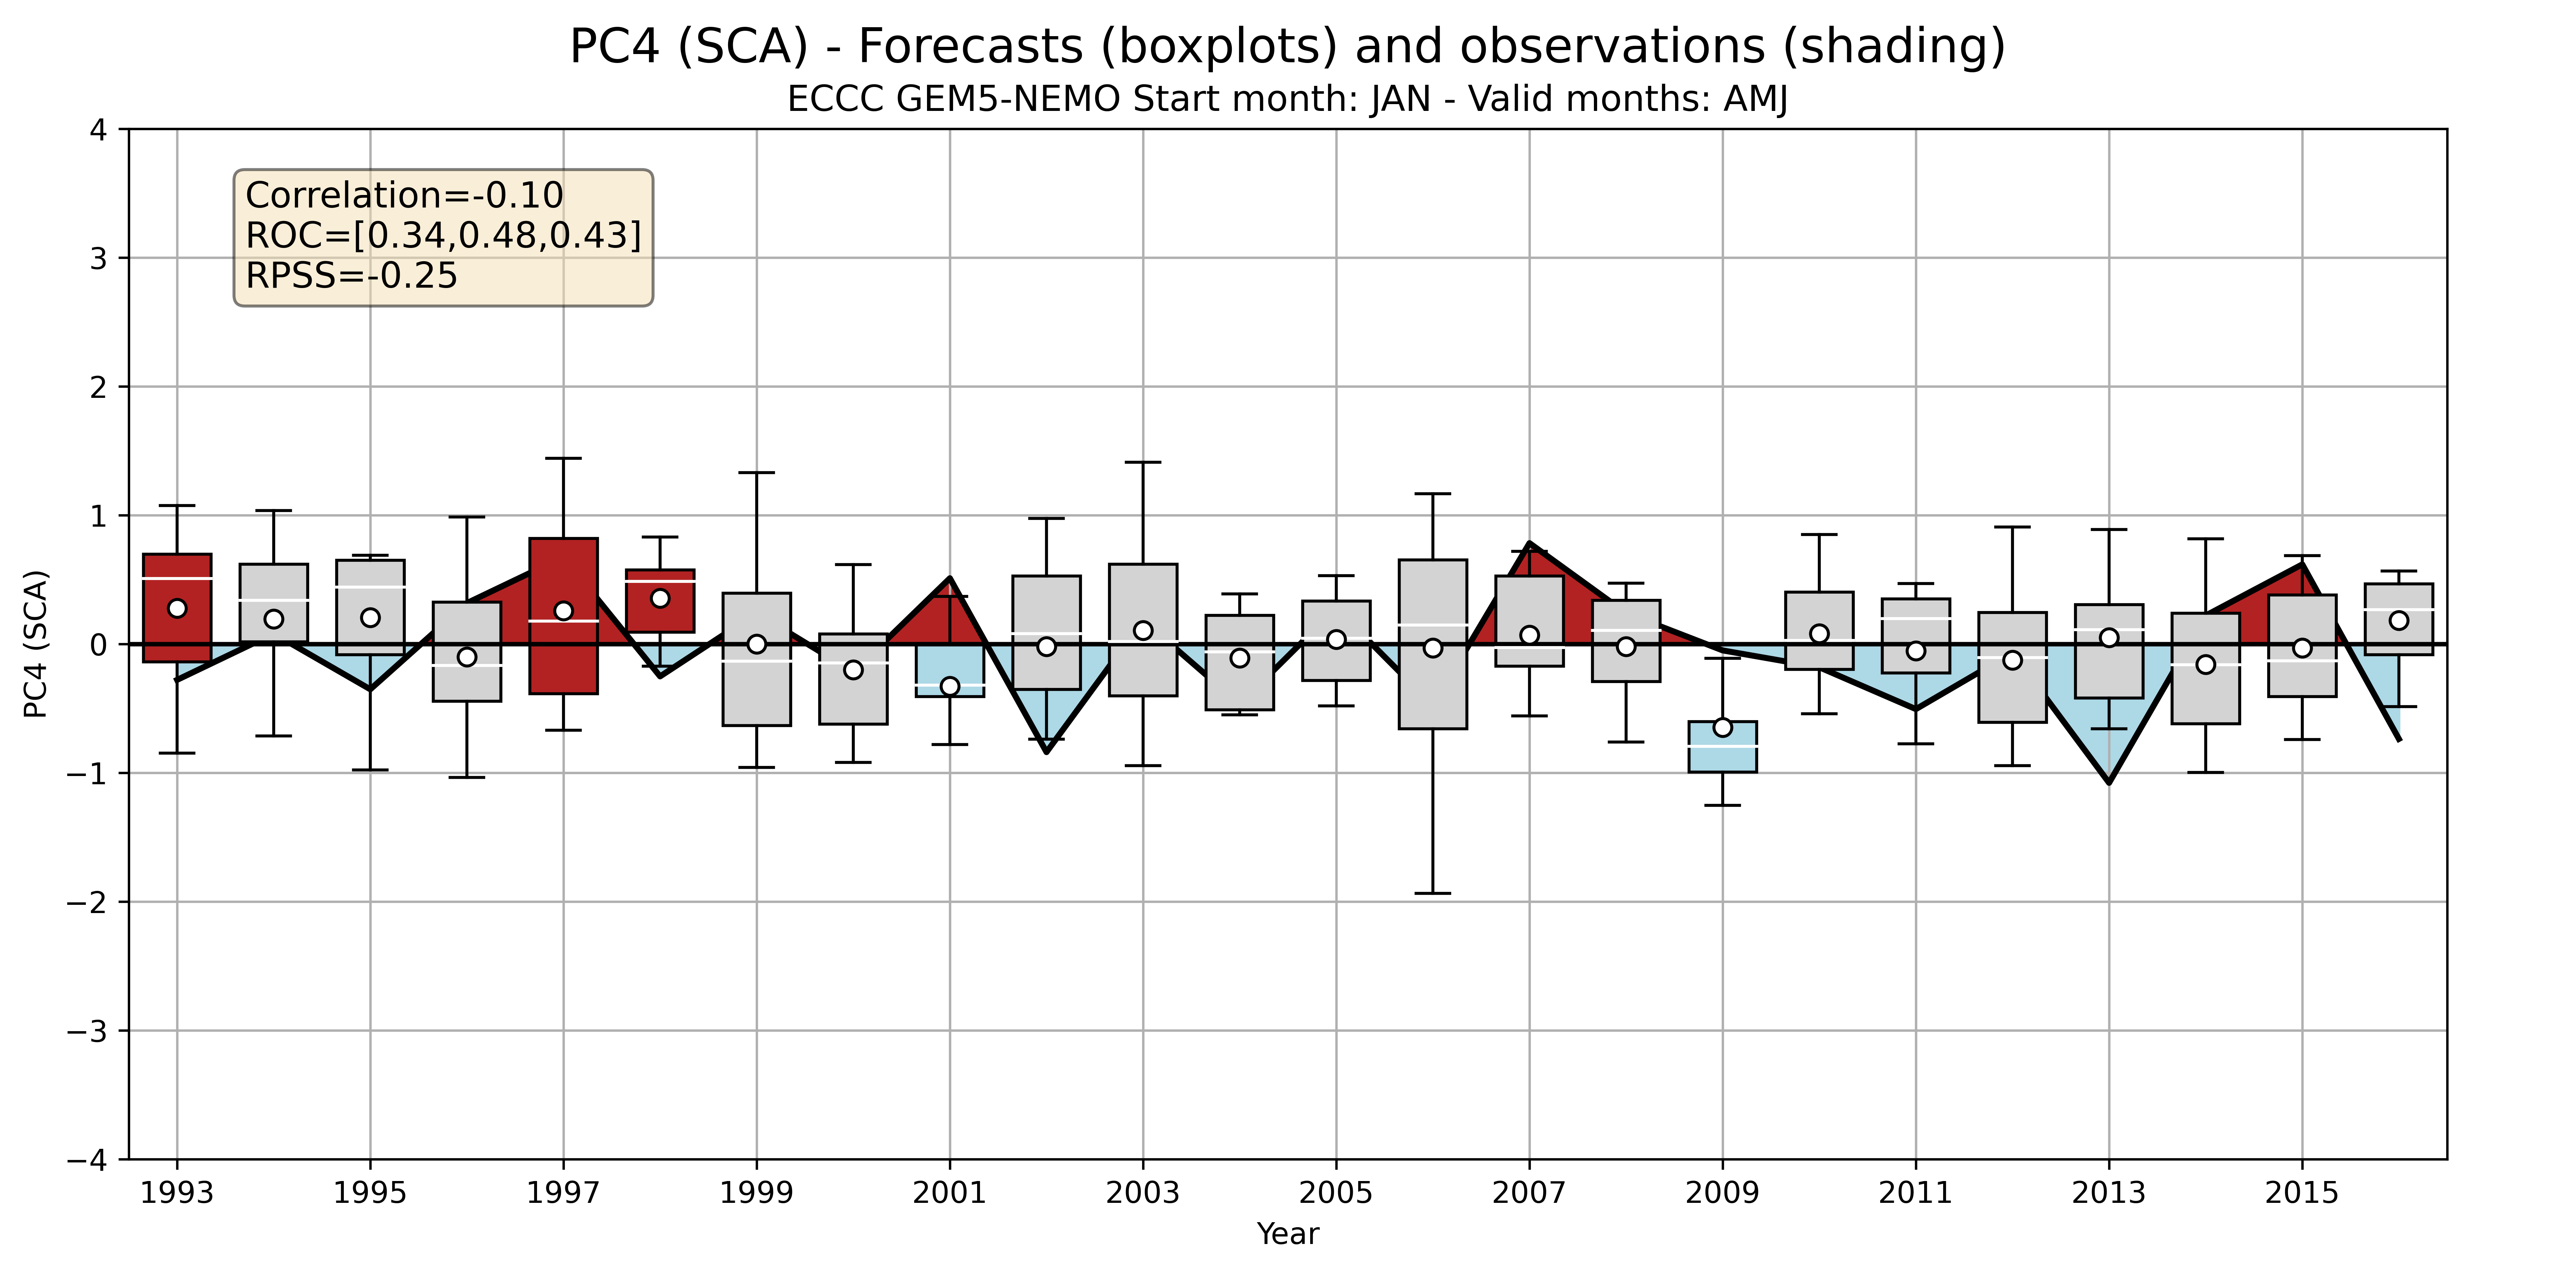 PC4 (SCA) - Forecasts (boxplots) and observations (shading)
ECCC GEM5-NEMO Start month: JAN - Valid months: AMJ
Correlation=-0.10
ROC=[0.34,0.48,0.43]
RPSS=-0.25
PC4 (SCA)
4
3
2
1
0
−1
−2
−3
−4
1993 1995 1997 1999 2001 2003 2005 2007 2009 2011 2013 2015
Year